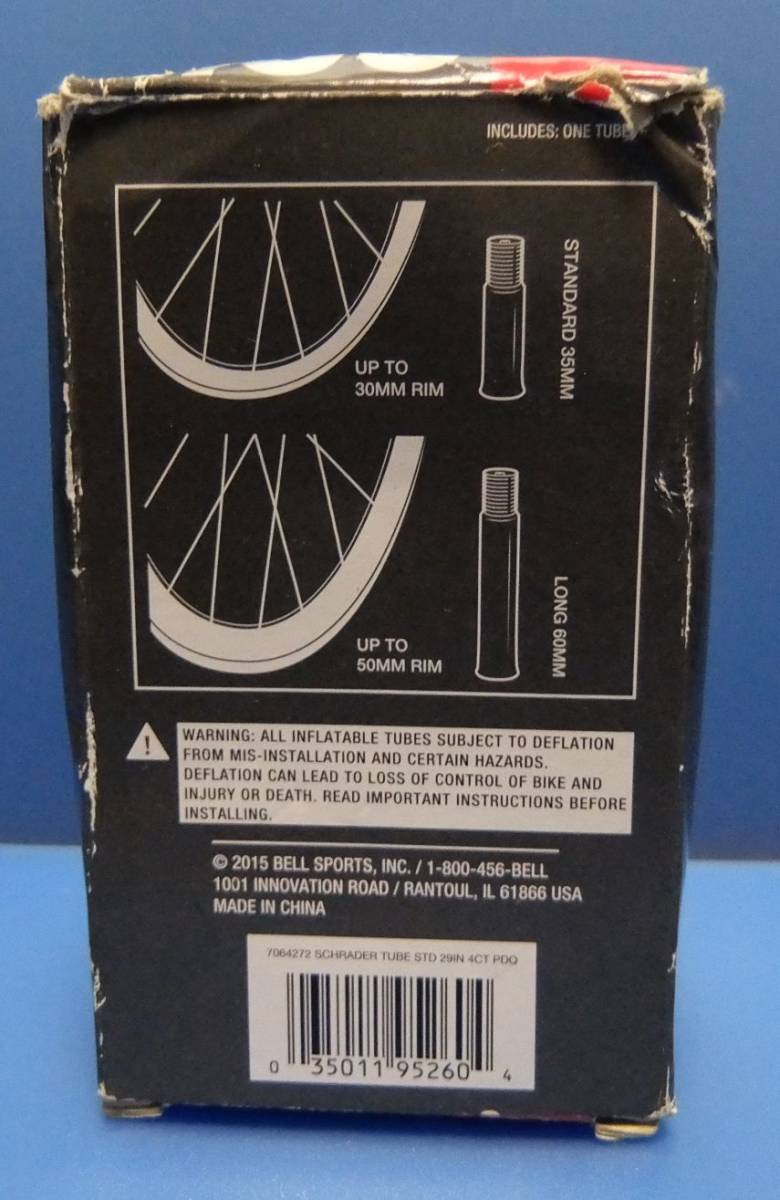 INCLUDES: ONE TUBE
STANDARD 35MM
UP TO
30MM RIM
LONG 60MM
UP TO
50MM RIM
!
WARNING: ALL INFLATABLE TUBES SUBJECT TO DEFLATION
FROM MIS-INSTALLATION AND CERTAIN HAZARDS.
DEFLATION CAN LEAD TO LOSS OF CONTROL OF BIKE AND
INJURY OR DEATH. READ IMPORTANT INSTRUCTIONS BEFORE
INSTALLING.
© 2015 BELL SPORTS, INC. / 1-800-456-BELL
1001 INNOVATION ROAD / RANTOUL, IL 61866 USA
MADE IN CHINA
7064272 SCHRADER TUBE STD 29IN 4CT PDQ
0 35011 95260 4